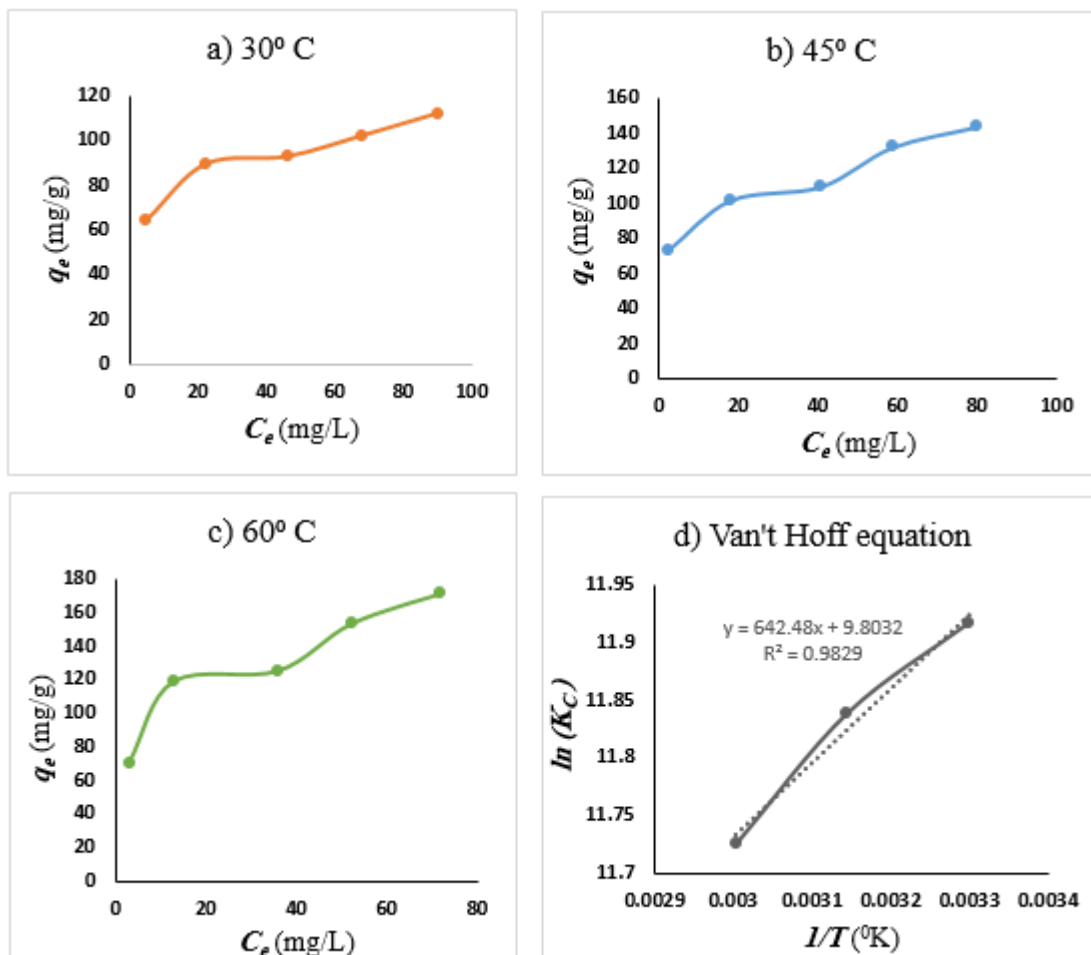 a) 30⁰ C
120
100
80
60
40
20
0
qₑ (mg/g)
0 20 40 60 80 100
Cₑ (mg/L)
b) 45⁰ C
160
140
120
100
80
60
40
20
0
qₑ (mg/g)
0 20 40 60 80 100
Cₑ (mg/L)
c) 60⁰ C
180
160
140
120
100
80
60
40
20
0
qₑ (mg/g)
0 20 40 60 80
Cₑ (mg/L)
d) Van't Hoff equation
11.95
11.9
11.85
11.8
11.75
11.7
y = 642.48x + 9.8032
R² = 0.9829
ln (K_C)
0.0029 0.003 0.0031 0.0032 0.0033 0.0034
1/T (⁰K)